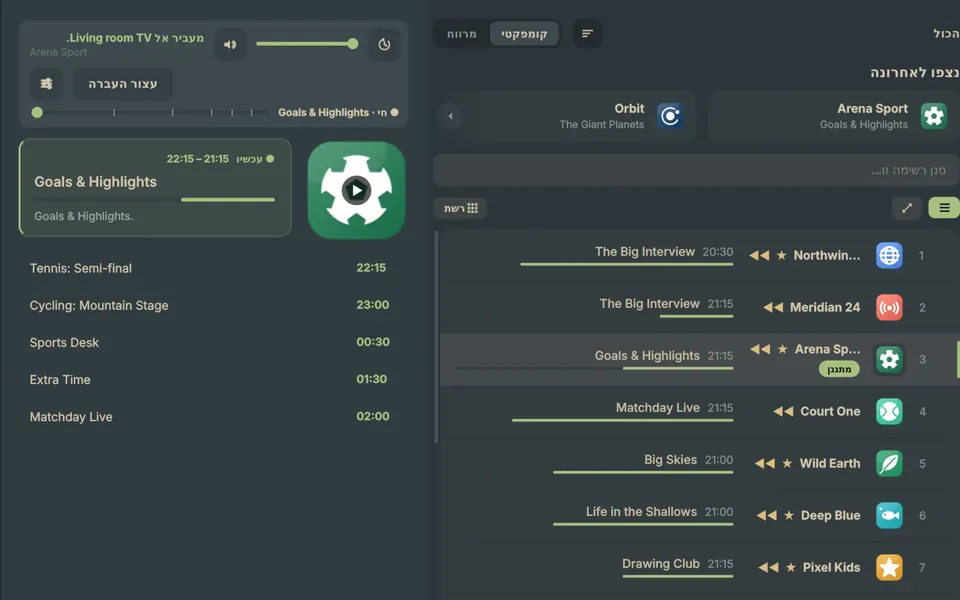 הכול
קומפקטי
מרווח
נצפו לאחרונה
Arena Sport
Goals & Highlights
Orbit
The Giant Planets
סנן רשימה זו...
רשת
1 Northwin... 20:30 The Big Interview
2 Meridian 24 21:15 The Big Interview
3 Arena Sp... 21:15 Goals & Highlights
מתנגן
4 Court One 21:15 Matchday Live
5 Wild Earth 21:00 Big Skies
6 Deep Blue 21:00 Life in the Shallows
7 Pixel Kids 21:15 Drawing Club
מעביר אל Living room TV.
Arena Sport
עצור העברה
חי · Goals & Highlights
עכשיו 21:15 – 22:15
Goals & Highlights
Goals & Highlights.
22:15 Tennis: Semi-final
23:00 Cycling: Mountain Stage
00:30 Sports Desk
01:30 Extra Time
02:00 Matchday Live